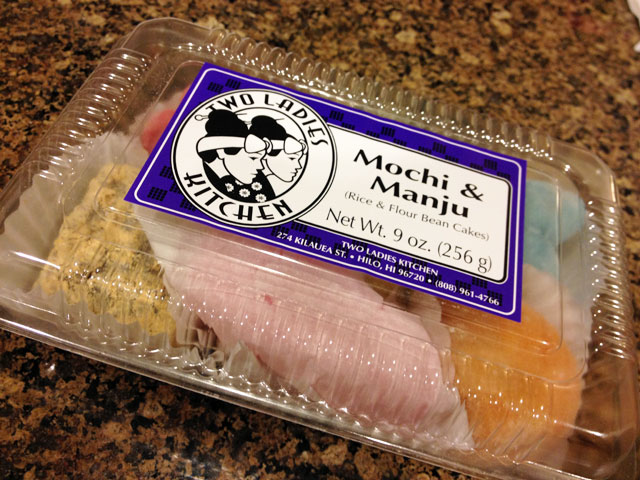 TWO LADIES
KITCHEN
Mochi &
Manju
(Rice & Flour Bean Cakes)
Net Wt. 9 oz. (256 g)
TWO LADIES KITCHEN
274 KILAUEA ST. • HILO, HI 96720 • (808) 961-4766